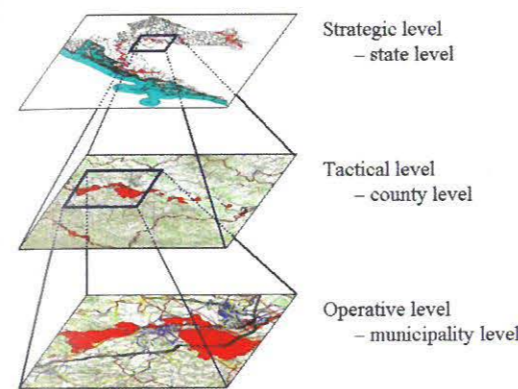 Strategic level
– state level
Tactical level
– county level
Operative level
– municipality level